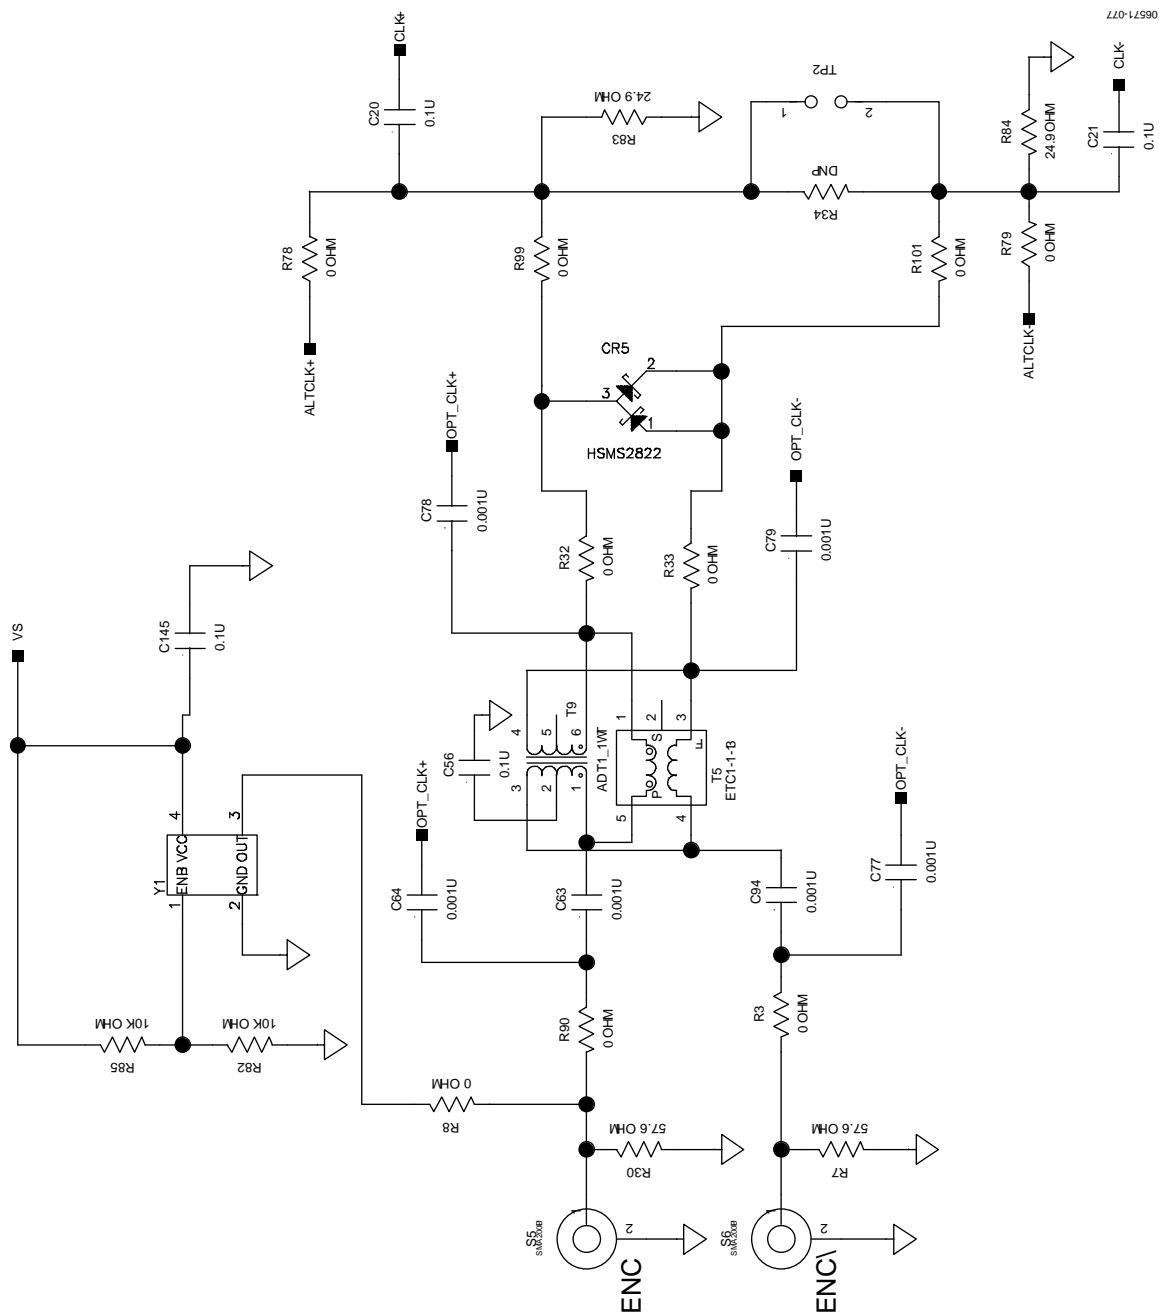 06571-077
CLK+
C20
0.1U
24.9 OHM
R83
TP2
1
2
R84
24.9 OHM
CLK-
C21
0.1U
R78
0 OHM
R99
0 OHM
DNP
R34
R101
0 OHM
R79
0 OHM
ALTCLK+
ALTCLK-
CR5
3
2
1
HSMS2822
OPT_CLK+
C78
0.001U
OPT_CLK-
C79
0.001U
R32
0 OHM
R33
0 OHM
VS
C145
0.1U
Y1
ENB VCC
GND OUT
1
4
2
3
C56
0.1U
4
5
6
3
2
1
T9
ADT1_1WT
1
2
3
S
F
P
5
4
T5
ETC1-1-13
OPT_CLK+
C64
0.001U
C63
0.001U
C94
0.001U
OPT_CLK-
C77
0.001U
R85
10K OHM
R82
10K OHM
R8
0 OHM
R90
0 OHM
R3
0 OHM
R30
57.6 OHM
R7
57.6 OHM
S5
SMA200B
1
2
ENC
S6
SMA200B
1
2
ENC\